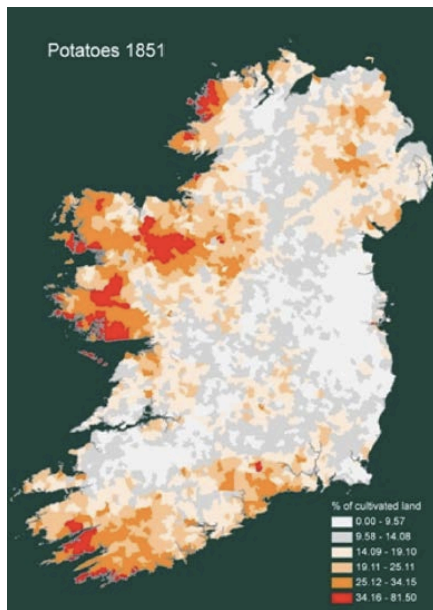 Potatoes 1851
% of cultivated land
0.00 - 9.57
9.58 - 14.08
14.09 - 19.10
19.11 - 25.11
25.12 - 34.15
34.16 - 81.50